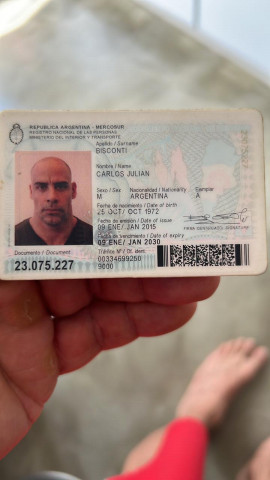 REPUBLICA ARGENTINA - MERCOSUR
REGISTRO NACIONAL DE LAS PERSONAS
MINISTERIO DEL INTERIOR Y TRANSPORTE
Apellido / Surname
BISCONTI
Nombre / Name
CARLOS JULIAN
Sexo / Sex Nacionalidad / Nationality Ejemplar
M ARGENTINA A
Fecha de nacimiento / Date of birth
25 OCT/ OCT 1972
Fecha de emisión / Date of issue
09 ENE/ JAN 2015
FIRMA IDENTIFICADO / SIGNATURE
Fecha de vencimiento / Date of expiry
09 ENE/ JAN 2030
Documento / Document
23.075.227
Trámite Nº / Of. ident.
00334699250
9000